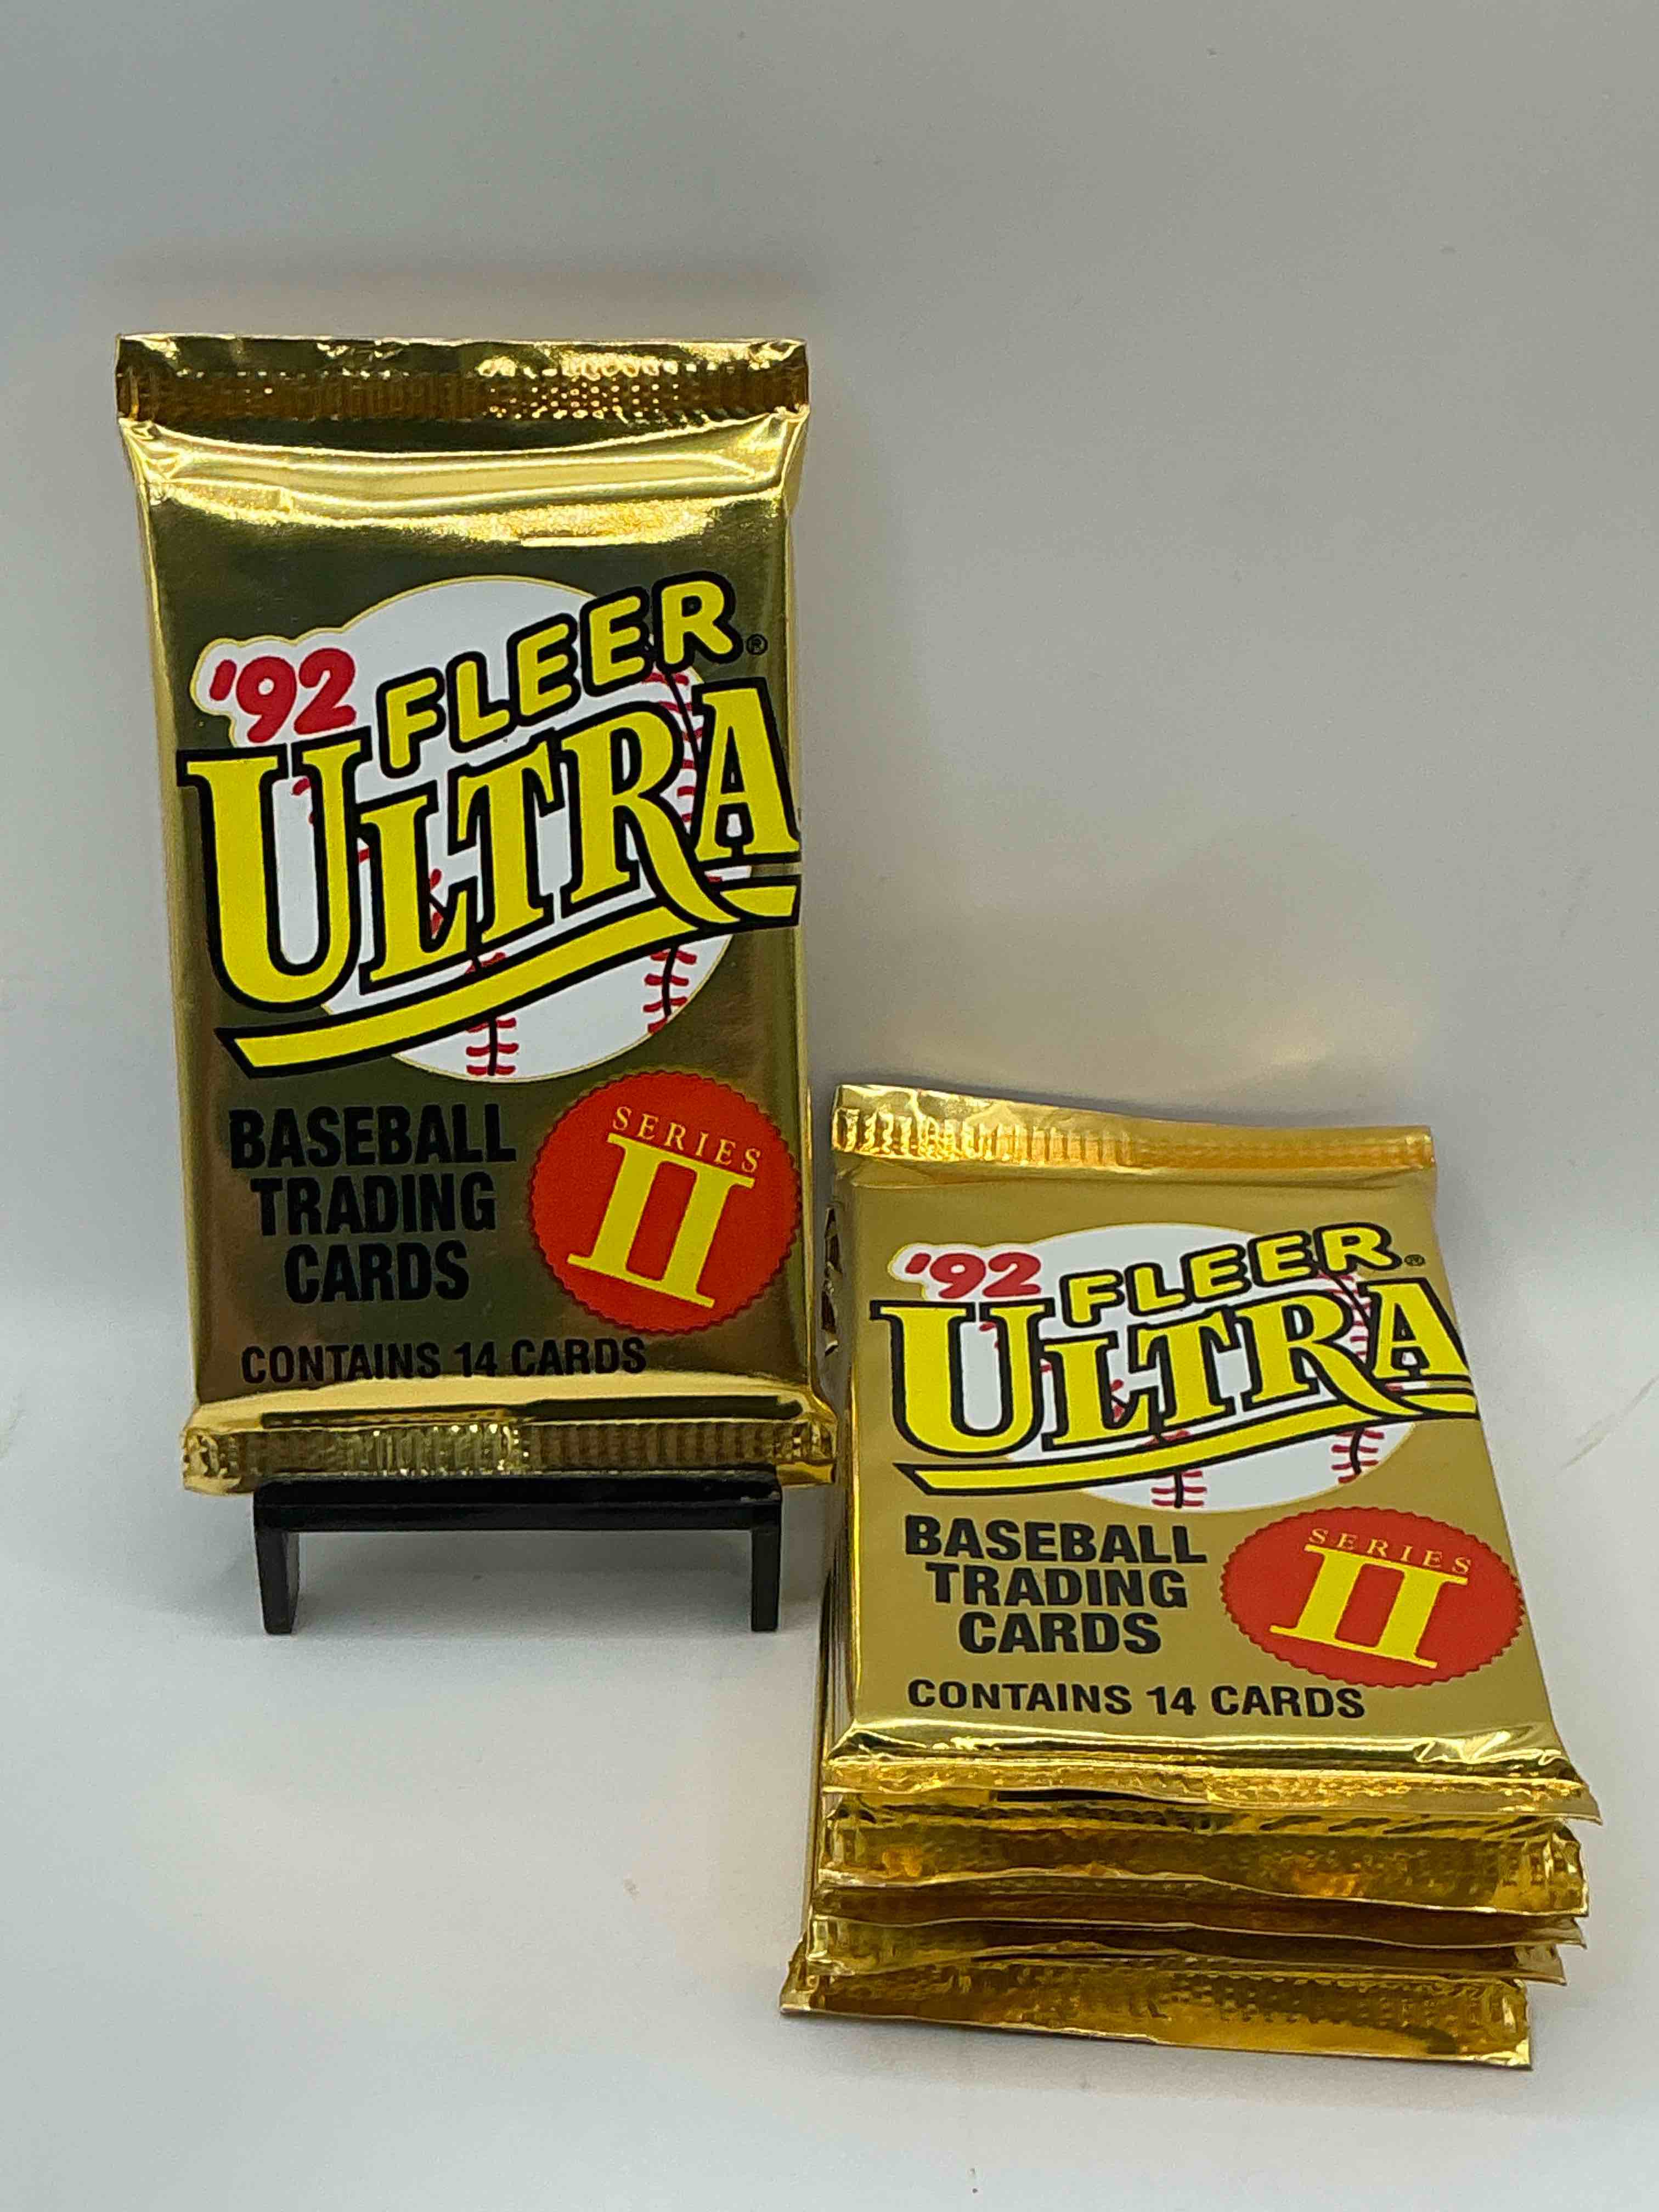 '92 FLEER®
ULTRA
BASEBALL
TRADING
CARDS
SERIES
II
CONTAINS 14 CARDS
'92 FLEER®
ULTRA
BASEBALL
TRADING
CARDS
SERIES
II
CONTAINS 14 CARDS